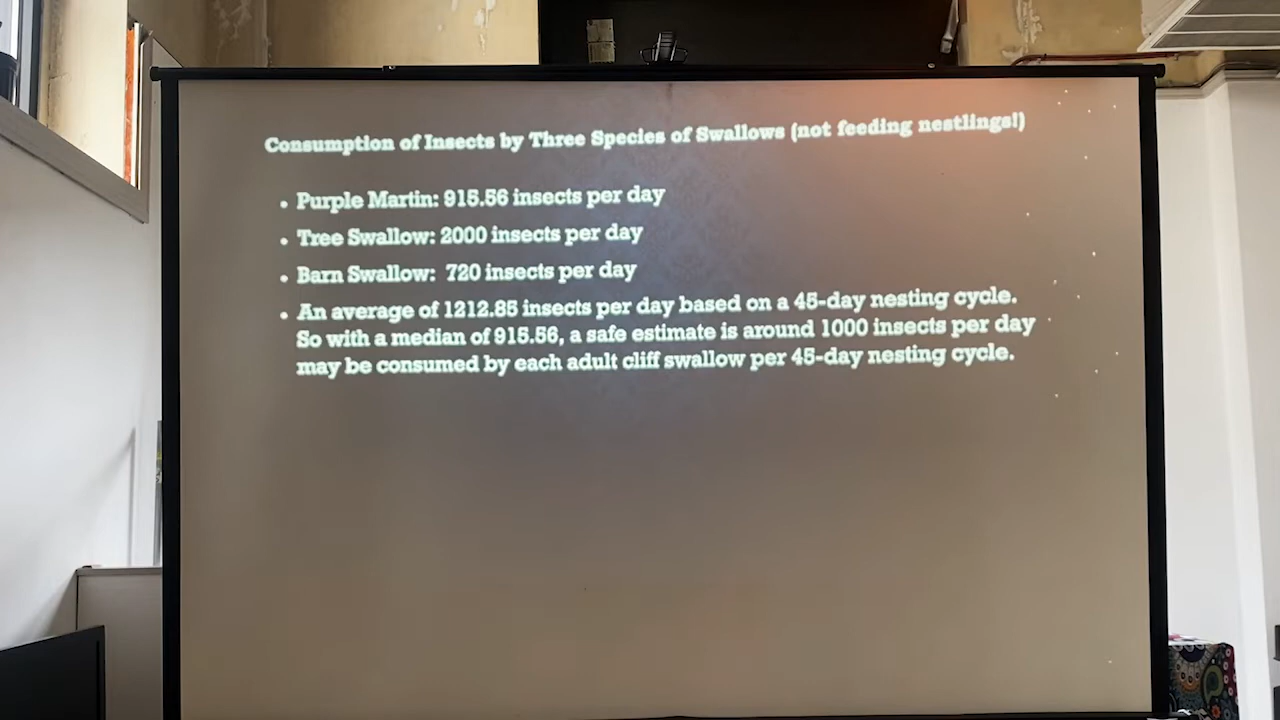 Consumption of Insects by Three Species of Swallows (not feeding nestlings!)
• Purple Martin: 915.56 insects per day
• Tree Swallow: 2000 insects per day
• Barn Swallow: 720 insects per day
• An average of 1212.85 insects per day based on a 45-day nesting cycle.
So with a median of 915.56, a safe estimate is around 1000 insects per day
may be consumed by each adult cliff swallow per 45-day nesting cycle.